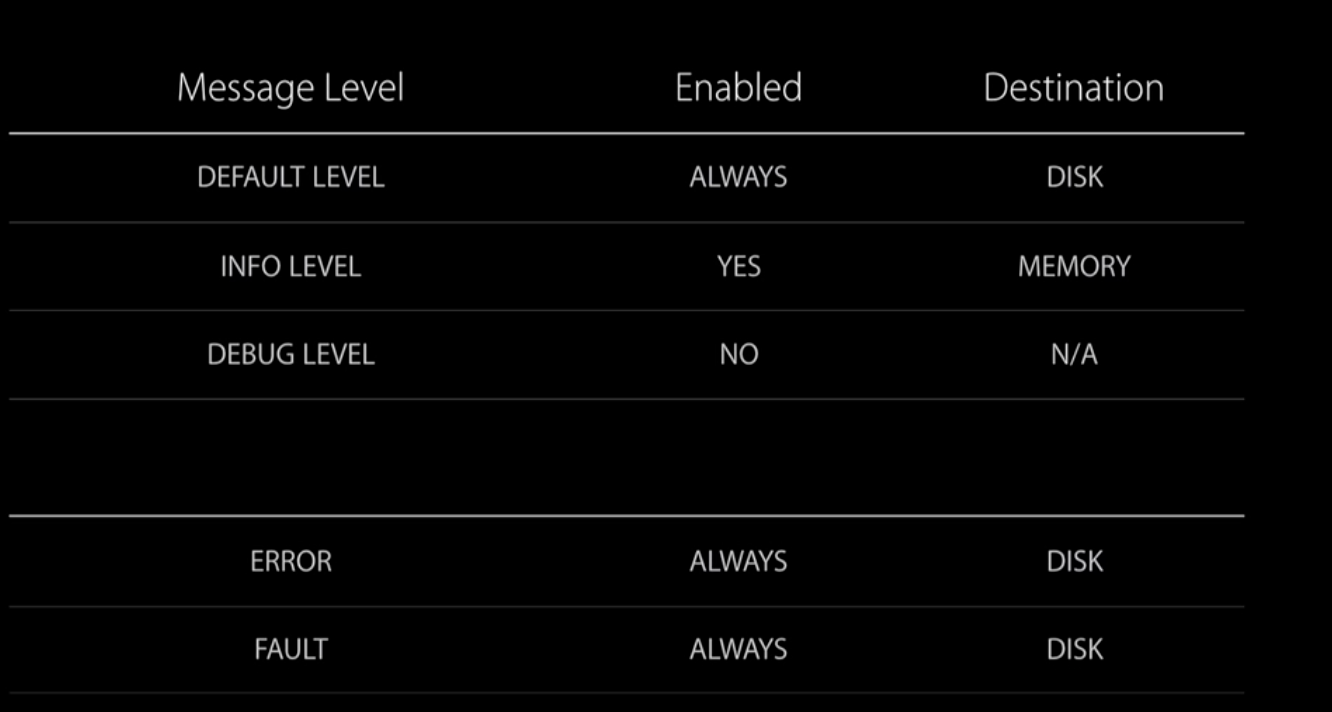 Message Level Enabled Destination
DEFAULT LEVEL ALWAYS DISK
INFO LEVEL YES MEMORY
DEBUG LEVEL NO N/A
ERROR ALWAYS DISK
FAULT ALWAYS DISK